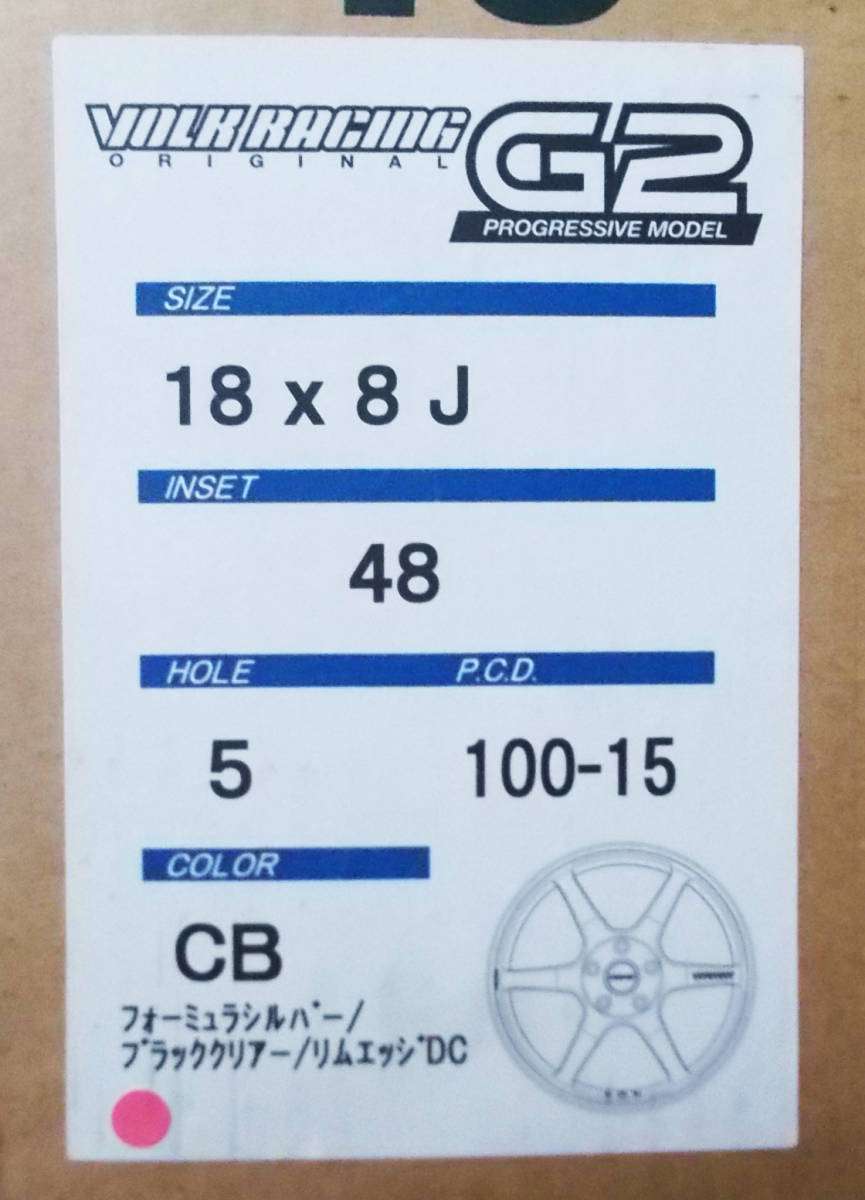 VOLK RACING
ORIGINAL
G2
PROGRESSIVE MODEL
SIZE
18 x 8 J
INSET
48
HOLE P.C.D.
5 100-15
COLOR
CB
フォーミュラシルバー/
ブラッククリアー/リムエッジDC